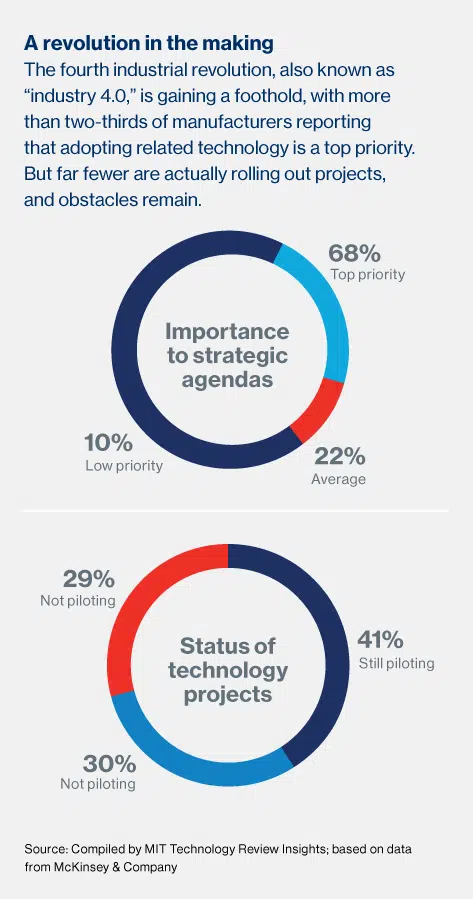 A revolution in the making
The fourth industrial revolution, also known as
“industry 4.0,” is gaining a foothold, with more
than two-thirds of manufacturers reporting
that adopting related technology is a top priority.
But far fewer are actually rolling out projects,
and obstacles remain.
68%
Top priority
Importance
to strategic
agendas
10%
Low priority
22%
Average
29%
Not piloting
41%
Still piloting
Status of
technology
projects
30%
Not piloting
Source: Compiled by MIT Technology Review Insights; based on data
from McKinsey & Company